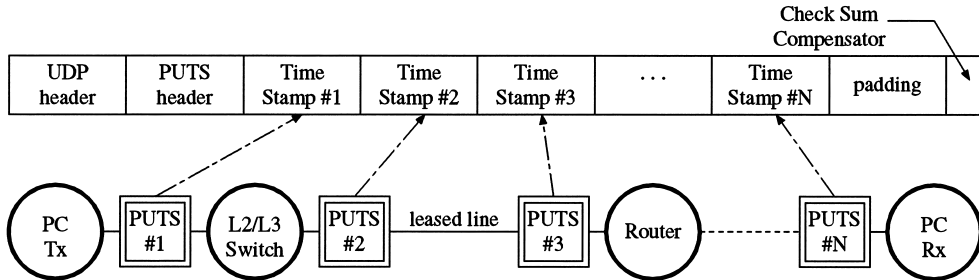 Check Sum
Compensator
UDP
header
PUTS
header
Time
Stamp #1
Time
Stamp #2
Time
Stamp #3
. . .
Time
Stamp #N
padding
PC
Tx
PUTS
#1
L2/L3
Switch
PUTS
#2
leased line
PUTS
#3
Router
PUTS
#N
PC
Rx